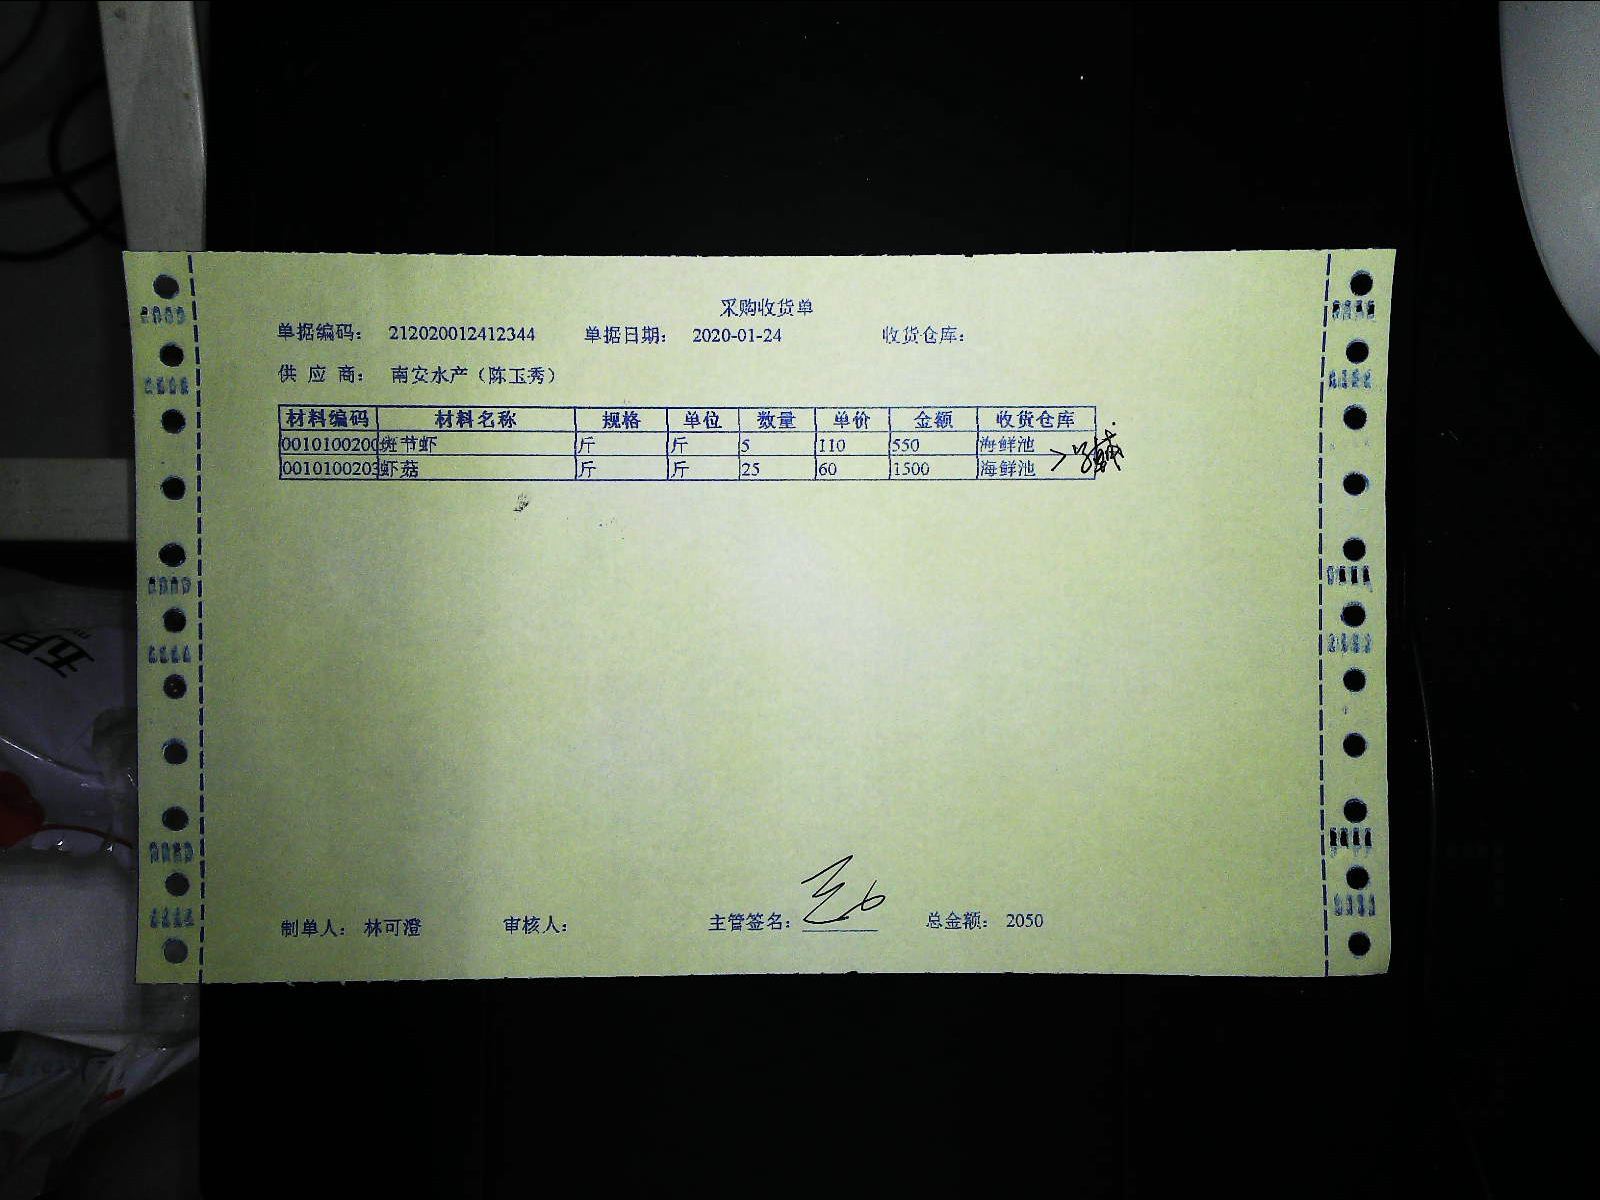 采购收货单
单据编码： 212020012412344 单据日期： 2020-01-24 收货仓库：
供 应 商： 南安水产（陈玉秀）
材料编码 材料名称 规格 单位 数量 单价 金额 收货仓库
0010100200 斑节虾 斤 斤 5 110 550 海鲜池
0010100203 虾菇 斤 斤 25 60 1500 海鲜池
制单人： 林可澄 审核人： 主管签名： 总金额： 2050